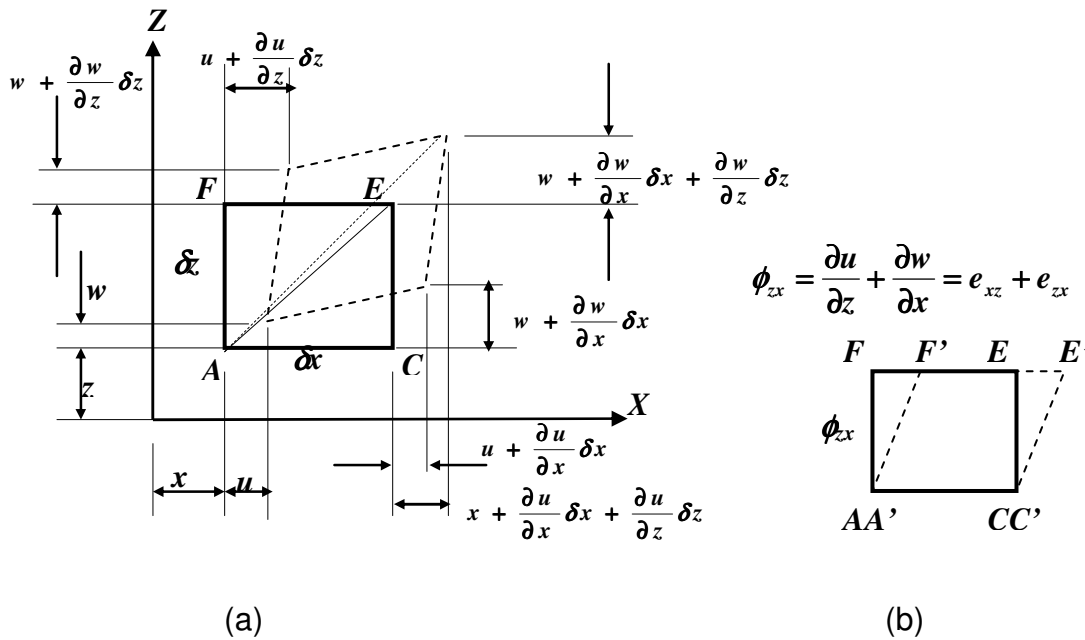 Z
u + ∂u/∂z δz
w + ∂w/∂z δz
w + ∂w/∂x δx + ∂w/∂z δz
F E
δz
w
w + ∂w/∂x δx
A δx C
z
X
x u
u + ∂u/∂x δx
x + ∂u/∂x δx + ∂u/∂z δz
(a)
ϕzx = ∂u/∂z + ∂w/∂x = exz + ezx
F F' E E'
ϕzx
AA' CC'
(b)